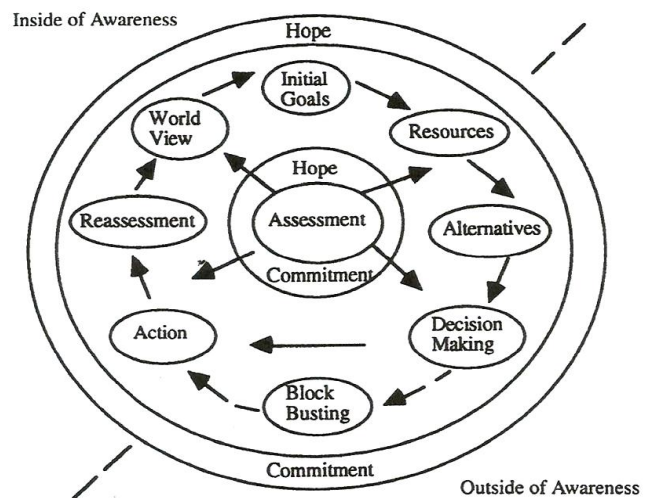 Inside of Awareness
Hope
Initial
Goals
World
View
Resources
Hope
Reassessment
Assessment
Alternatives
Commitment
Action
Decision
Making
Block
Busting
Commitment
Outside of Awareness